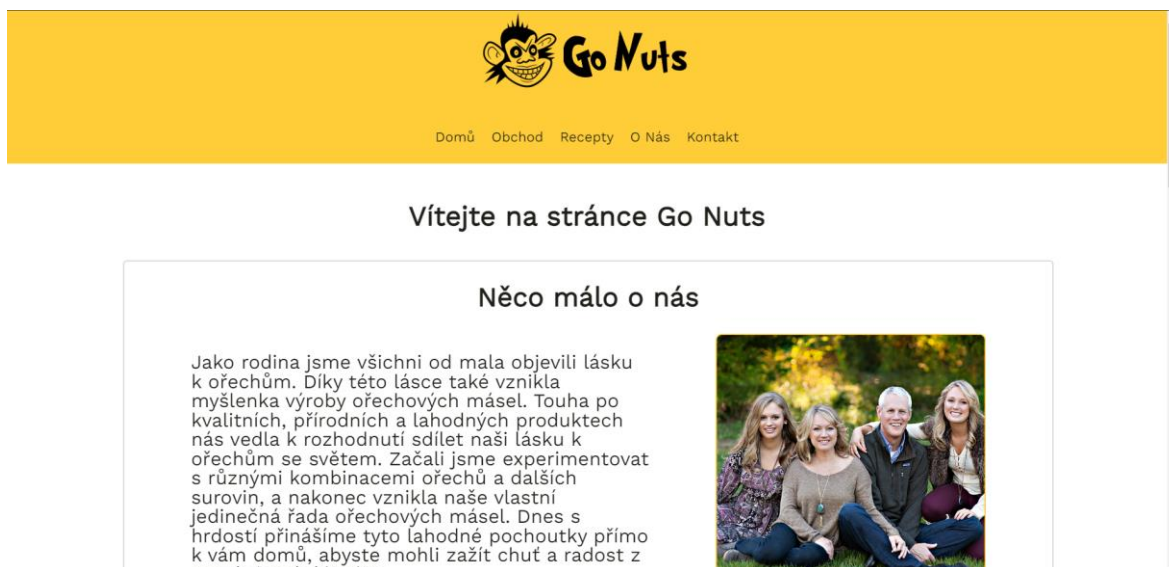 Go Nuts
Domů Obchod Recepty O Nás Kontakt
Vítejte na stránce Go Nuts
Něco málo o nás
Jako rodina jsme všichni od mala objevili lásku
k ořechům. Díky této lásce také vznikla
myšlenka výroby ořechových másel. Touha po
kvalitních, přírodních a lahodných produktech
nás vedla k rozhodnutí sdílet naši lásku k
ořechům se světem. Začali jsme experimentovat
s různými kombinacemi ořechů a dalších
surovin, a nakonec vznikla naše vlastní
jedinečná řada ořechových másel. Dnes s
hrdostí přinášíme tyto lahodné pochoutky přímo
k vám domů, abyste mohli zažít chuť a radost z